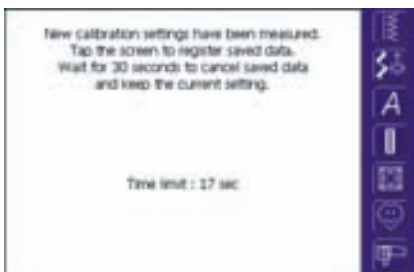 New calibration settings have been measured.
Tap the screen to register saved data.
Wait for 30 seconds to cancel saved data
and keep the current setting.
Time limit : 17 sec
A